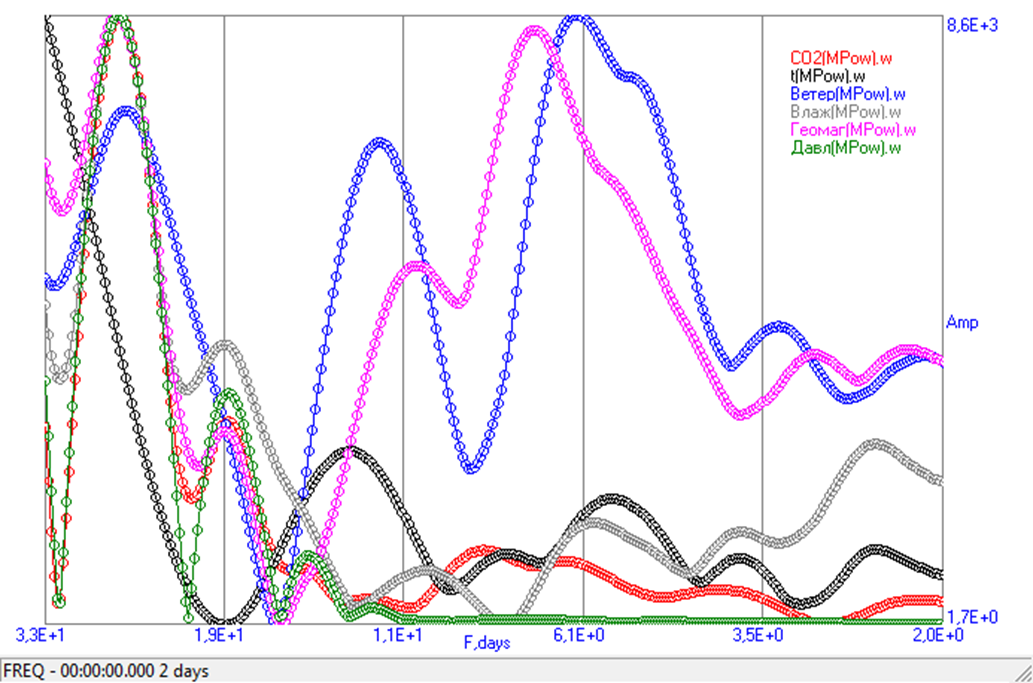 8,6E+3
CO2(MPow).w
t(MPow).w
Ветер(MPow).w
Влаж(MPow).w
Геомаг(MPow).w
Давл(MPow).w
Amp
1,7E+0
3,3E+1 1,9E+1 1,1E+1 F,days 6,1E+0 3,5E+0 2,0E+0
FREQ - 00:00:00.000 2 days